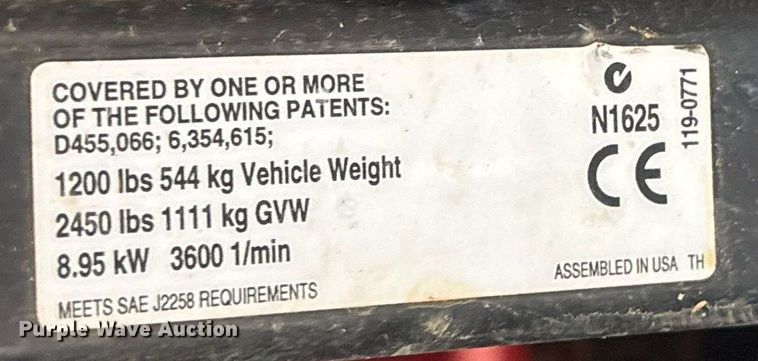 COVERED BY ONE OR MORE
OF THE FOLLOWING PATENTS:
D455,066; 6,354,615;
1200 lbs 544 kg Vehicle Weight
2450 lbs 1111 kg GVW
8.95 kW 3600 1/min
MEETS SAE J2258 REQUIREMENTS
N1625
CE
119-0771
ASSEMBLED IN USA TH
Purple Wave Auction